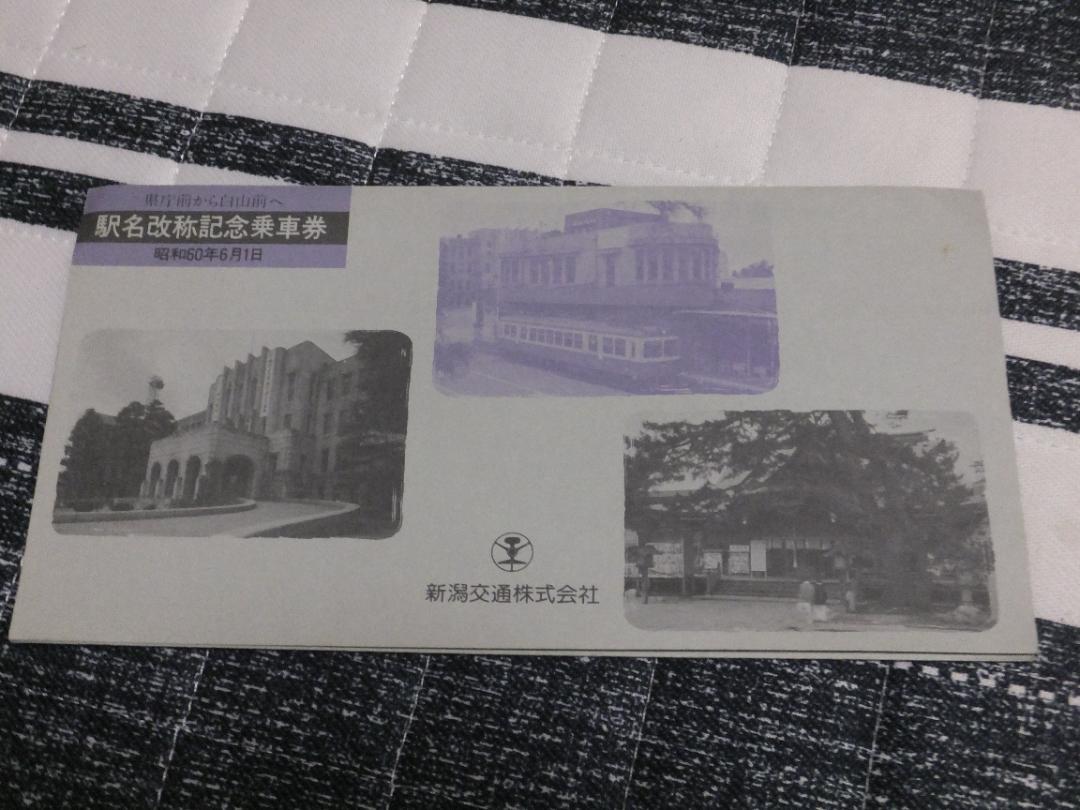 県庁前から白山前へ
駅名改称記念乗車券
昭和60年6月1日
新潟交通株式会社